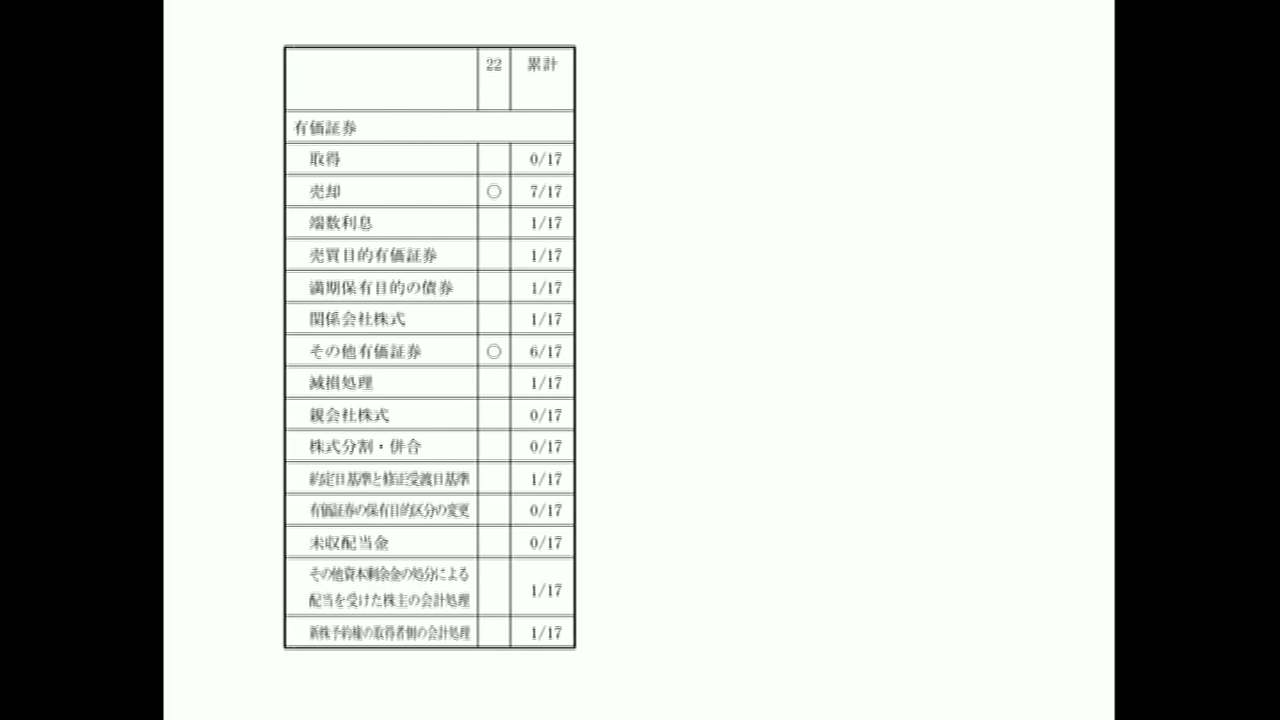 22 累計
有価証券
取得 0/17
売却 ○ 7/17
端数利息 1/17
売買目的有価証券 1/17
満期保有目的の債券 1/17
関係会社株式 1/17
その他有価証券 ○ 6/17
減損処理 1/17
親会社株式 0/17
株式分割・併合 0/17
約定日基準と修正受渡日基準 1/17
有価証券の保有目的区分の変更 0/17
未収配当金 0/17
その他資本剰余金の処分による
配当を受けた株主の会計処理 1/17
新株予約権の取得者側の会計処理 1/17